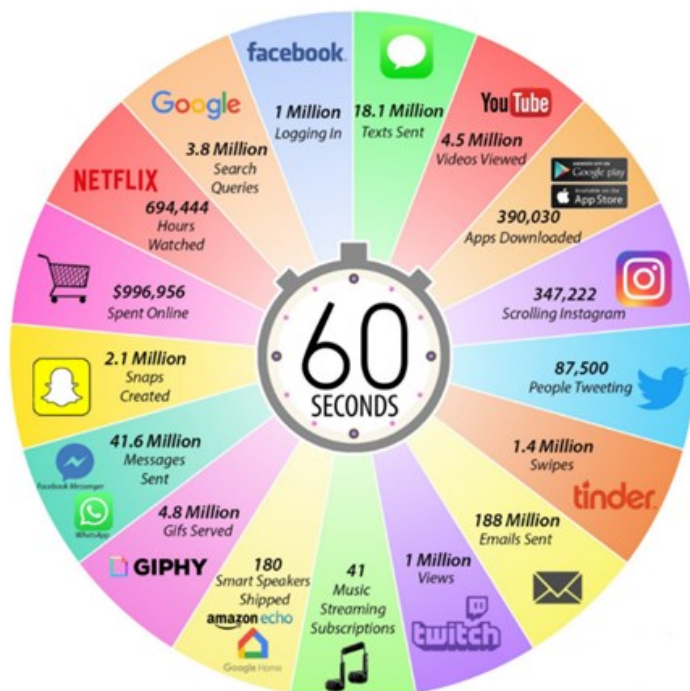 facebook
1 Million
Logging In
18.1 Million
Texts Sent
YouTube
4.5 Million
Videos Viewed
Google play
App Store
390,030
Apps Downloaded
347,222
Scrolling Instagram
87,500
People Tweeting
1.4 Million
Swipes
tinder
188 Million
Emails Sent
1 Million
Views
twitch
41
Music
Streaming
Subscriptions
180
Smart Speakers
Shipped
amazon echo
Google Home
4.8 Million
Gifs Served
GIPHY
41.6 Million
Messages
Sent
Facebook Messenger
WhatsApp
2.1 Million
Snaps
Created
$996,956
Spent Online
NETFLIX
694,444
Hours
Watched
Google
3.8 Million
Search
Queries
60
SECONDS